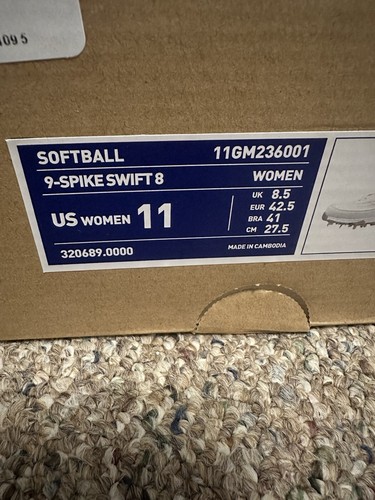 SOFTBALL 11GM236001
9-SPIKE SWIFT 8 WOMEN
US WOMEN 11
UK 8.5
EUR 42.5
BRA 41
CM 27.5
320689.0000 MADE IN CAMBODIA